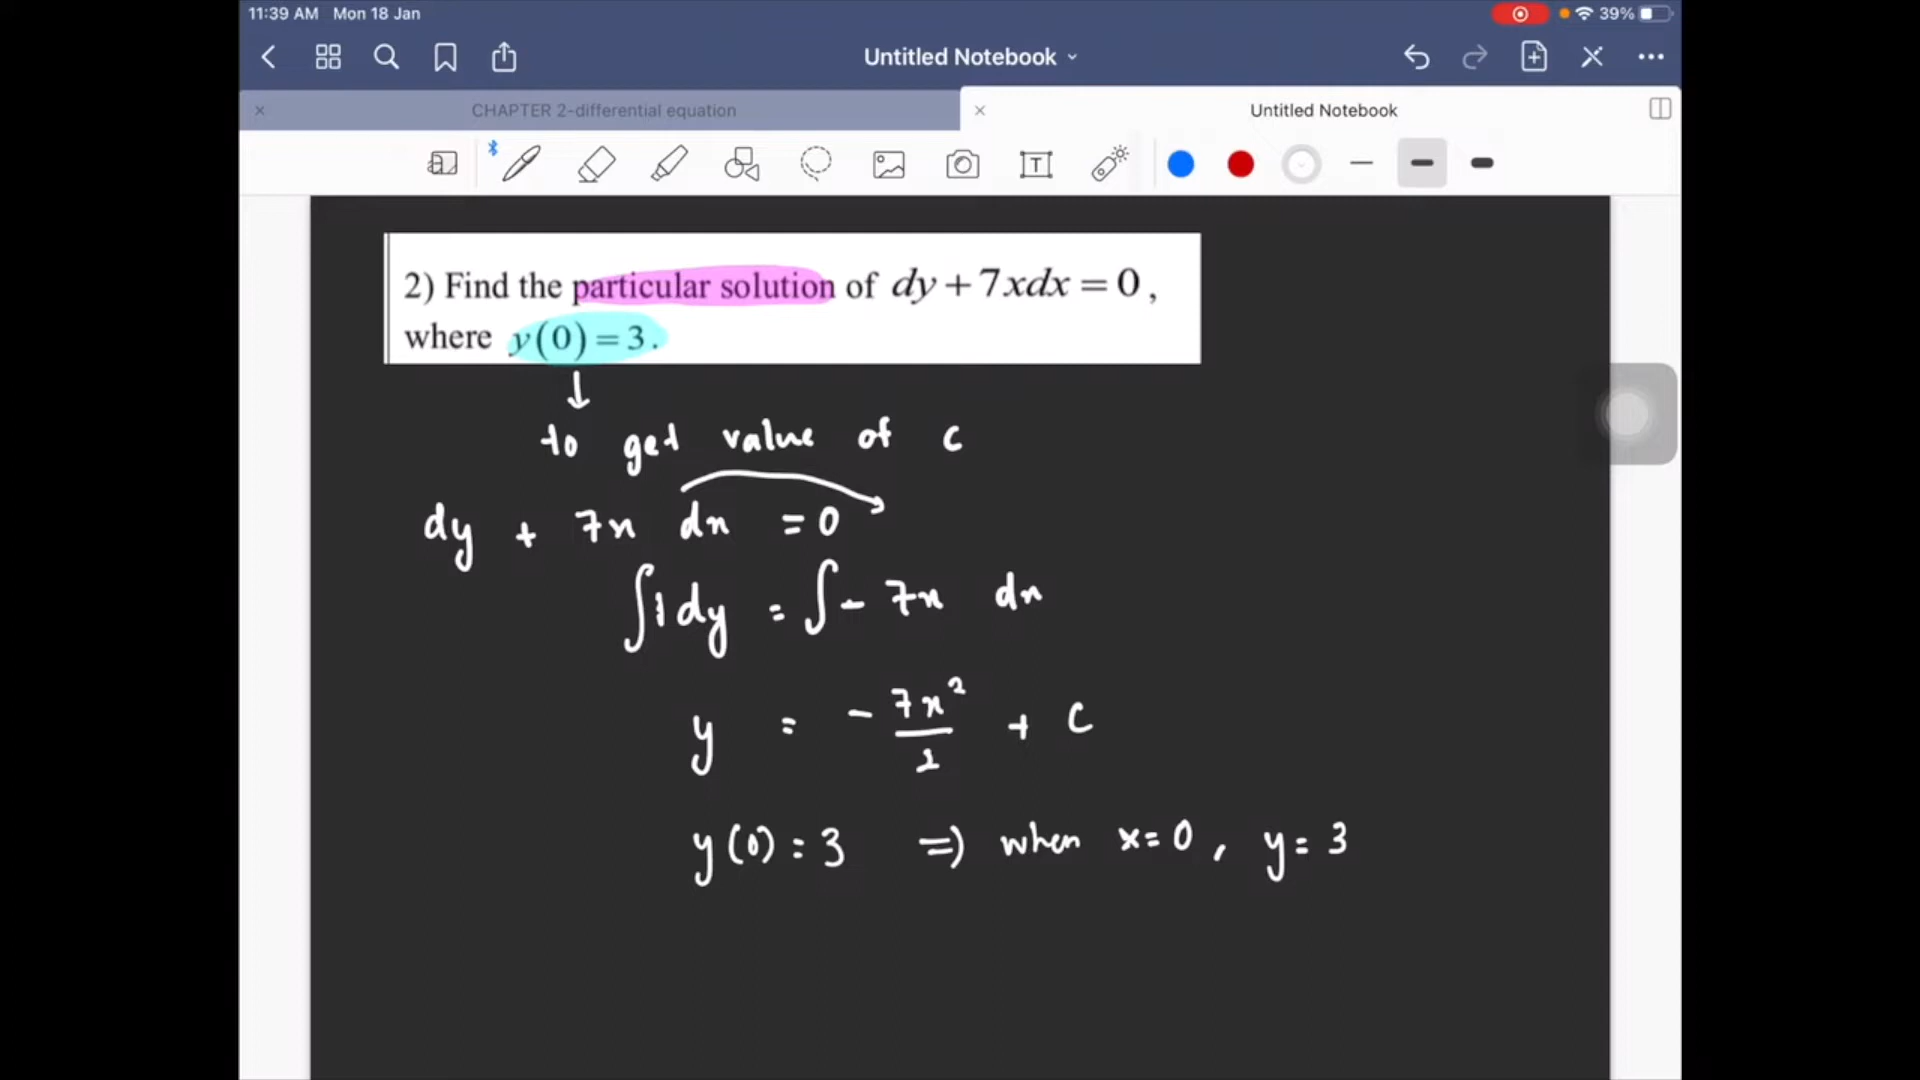 11:39 AM Mon 18 Jan 39%
Untitled Notebook
CHAPTER 2-differential equation
Untitled Notebook
T
2) Find the particular solution of dy + 7xdx = 0,
where y(0) = 3.
↓
to get value of c
dy + 7x dx = 0
∫1 dy = ∫ - 7x dx
y = - 7x²/2 + c
y(0) = 3 => when x = 0, y = 3